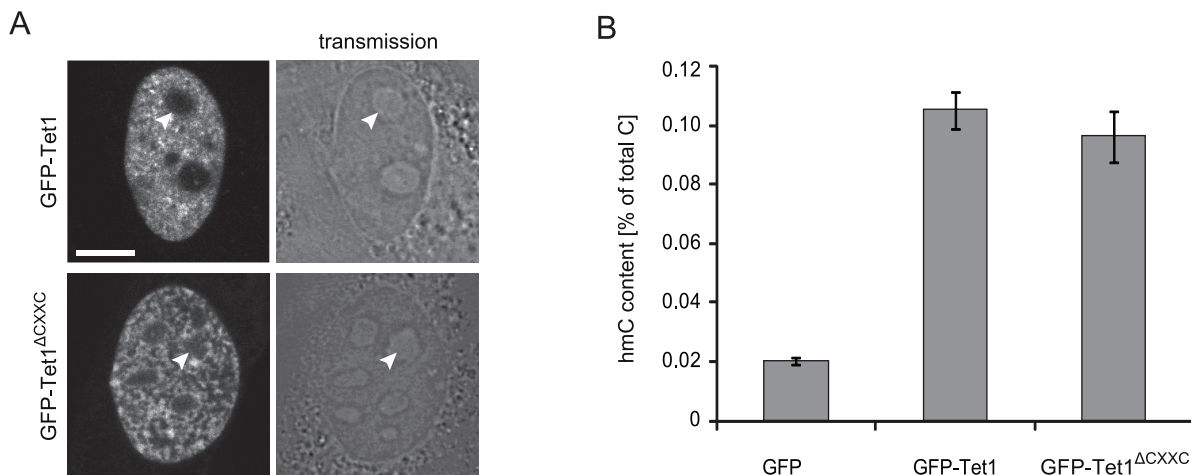 A
transmission
GFP-Tet1
GFP-Tet1ΔCXXC
B
hmC content [% of total C]
0.12
0.10
0.08
0.06
0.04
0.02
0
GFP
GFP-Tet1
GFP-Tet1ΔCXXC